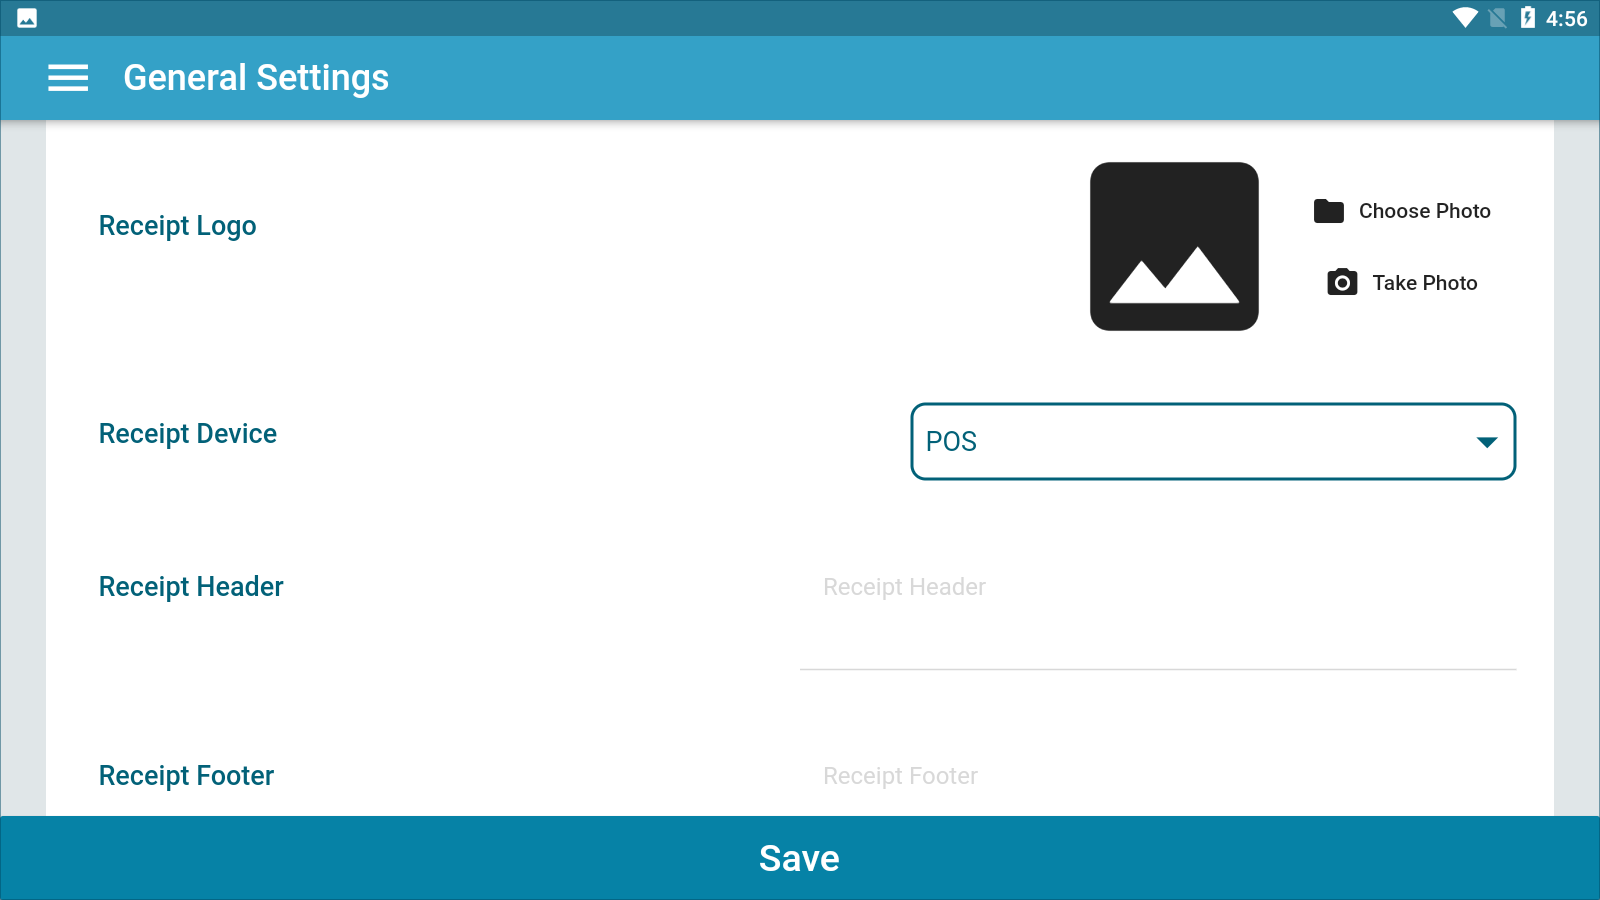 4:56
General Settings
Receipt Logo
Choose Photo
Take Photo
Receipt Device
POS
Receipt Header
Receipt Header
Receipt Footer
Receipt Footer
Save